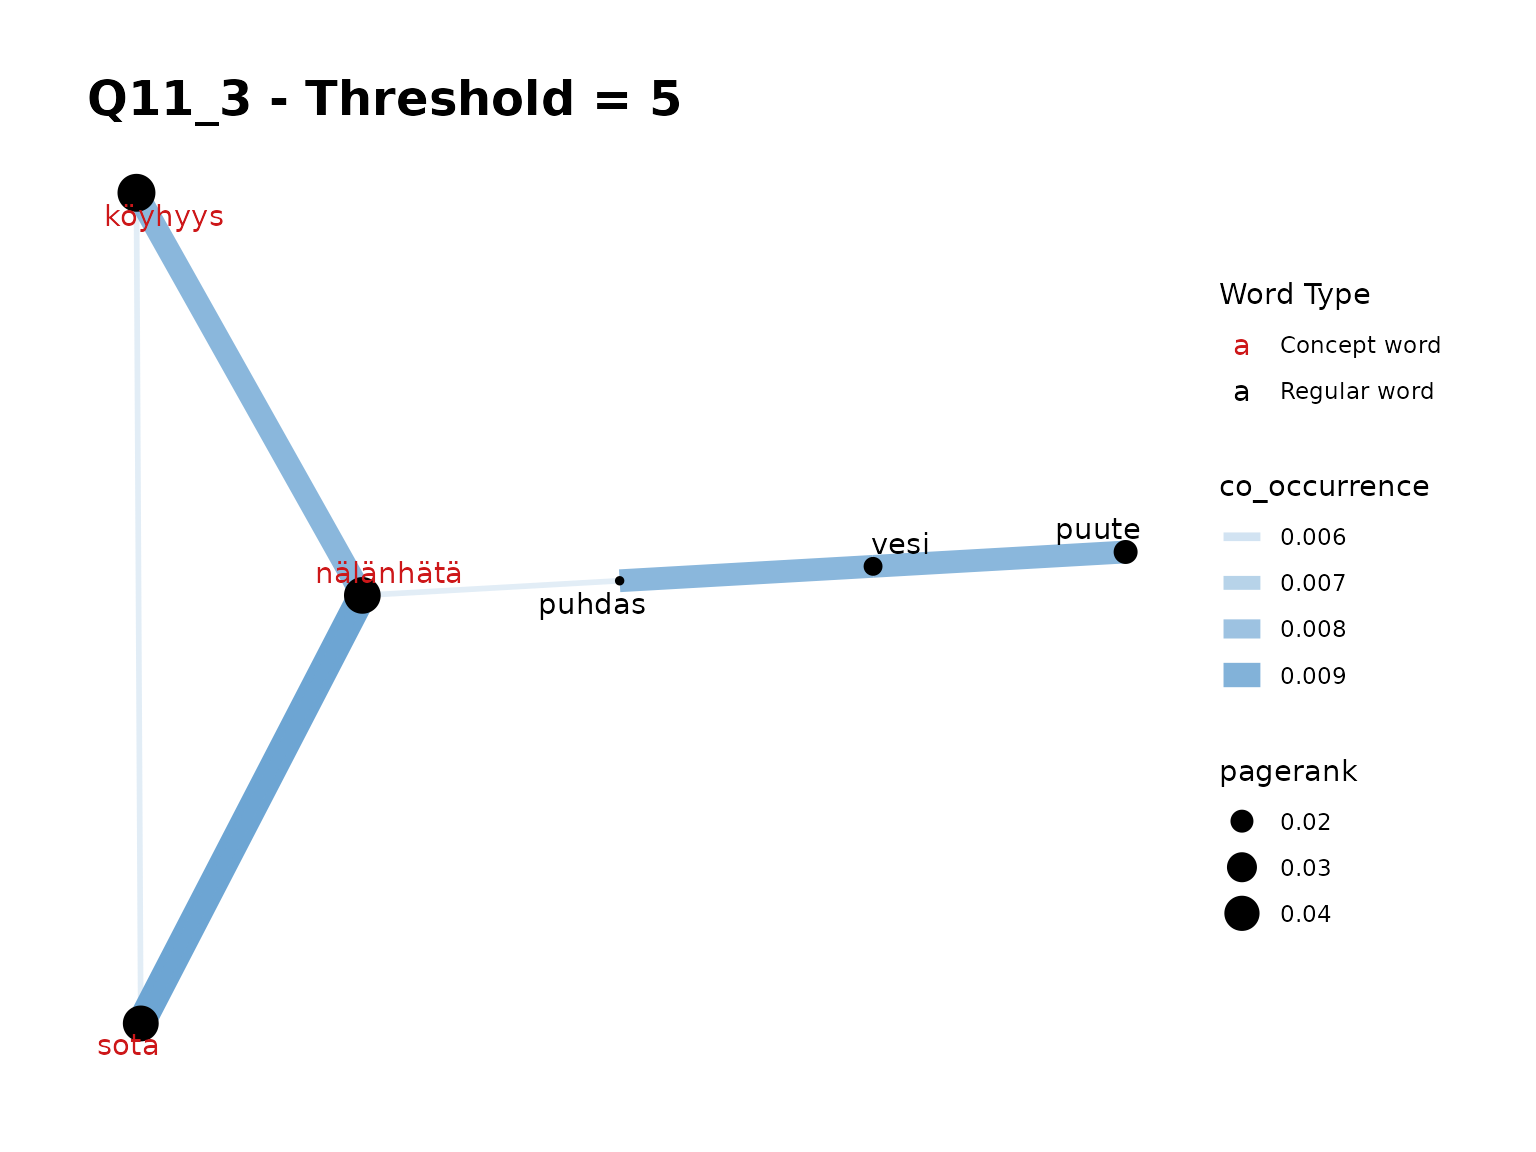 Q11_3 - Threshold = 5
köyhyys
nälänhätä
puhdas
vesi
puute
sota
Word Type
a Concept word
a Regular word
co_occurrence
0.006
0.007
0.008
0.009
pagerank
0.02
0.03
0.04